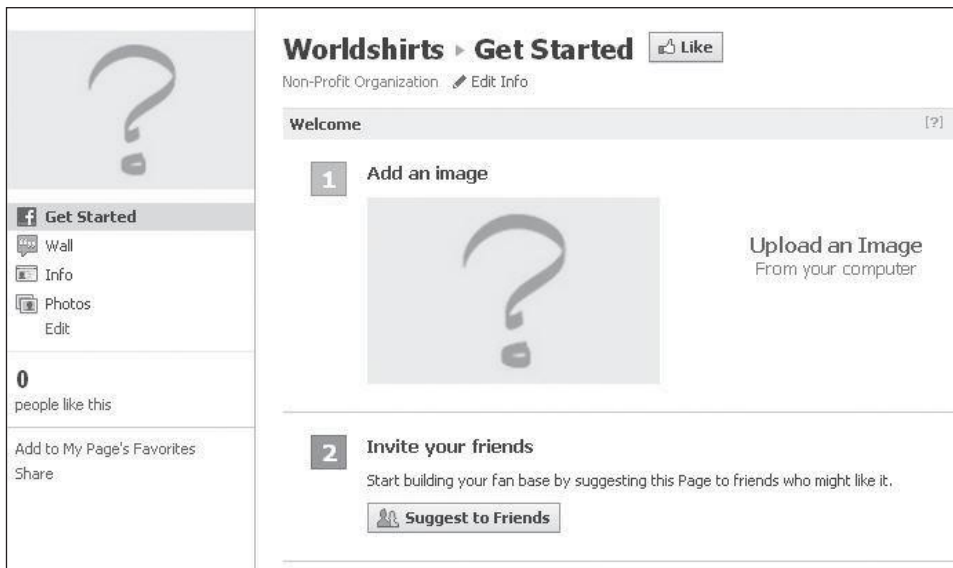 Get Started
Wall
Info
Photos
Edit
0
people like this
Add to My Page's Favorites
Share
Worldshirts ▸ Get Started Like
Non-Profit Organization Edit Info
Welcome [?]
1 Add an image
Upload an Image
From your computer
2 Invite your friends
Start building your fan base by suggesting this Page to friends who might like it.
Suggest to Friends